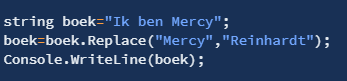 string boek="Ik ben Mercy";
boek=boek.Replace("Mercy","Reinhardt");
Console.WriteLine(boek);